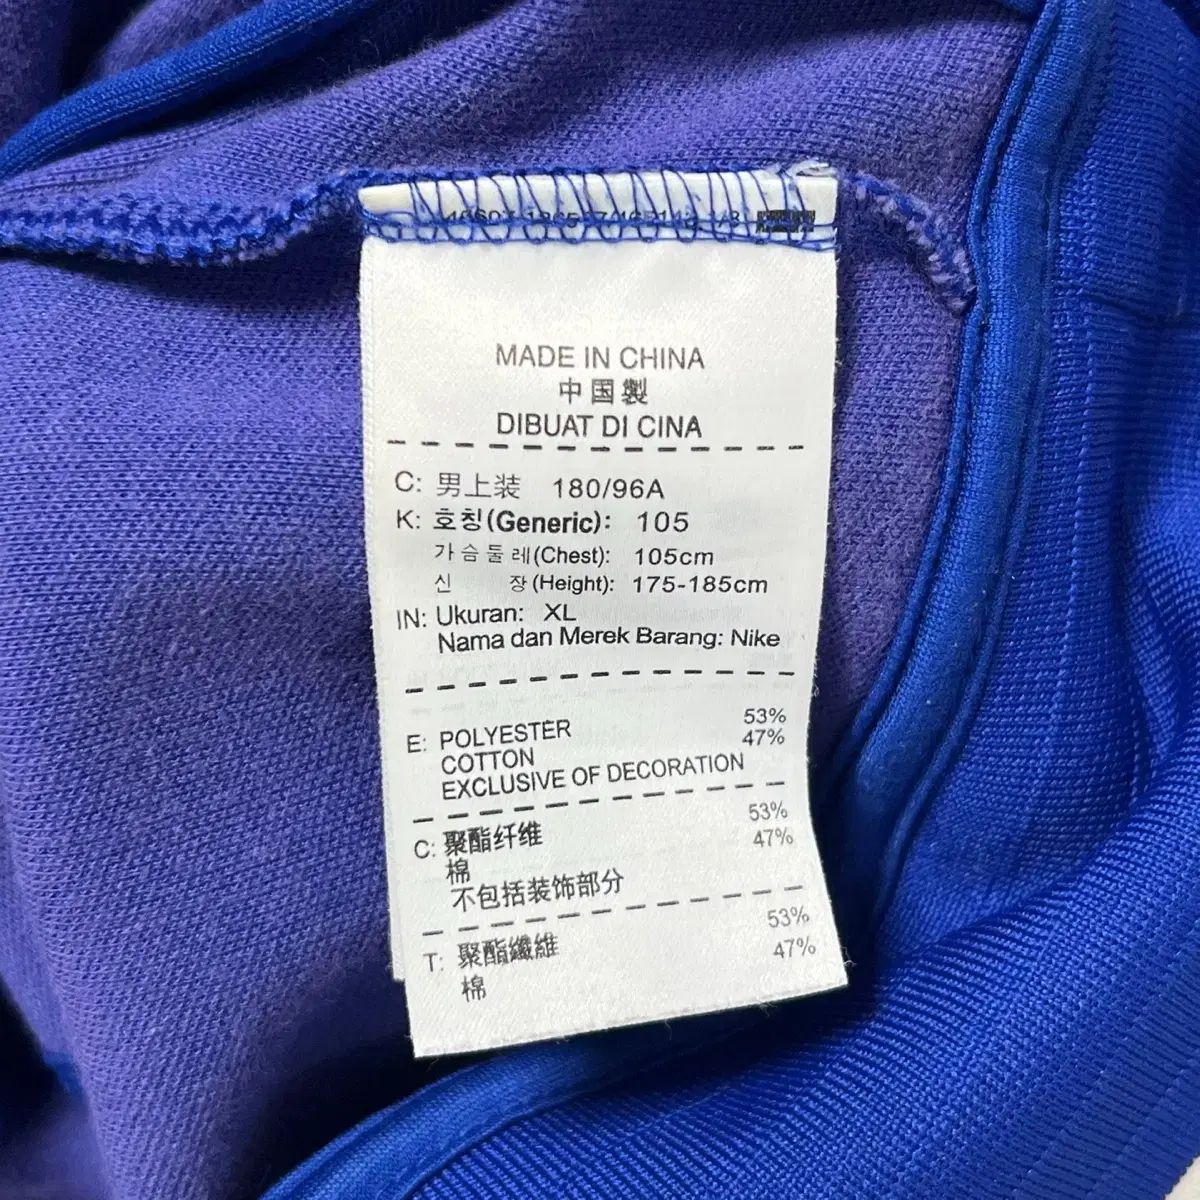 MADE IN CHINA
中国製
DIBUAT DI CINA
C: 男上装 180/96A
K: 호칭(Generic): 105
가슴둘레(Chest): 105cm
신 장(Height): 175-185cm
IN: Ukuran: XL
Nama dan Merek Barang: Nike
E: POLYESTER 53%
COTTON 47%
EXCLUSIVE OF DECORATION
C: 聚酯纤维 53%
棉 47%
不包括装饰部分
T: 聚酯纖維 53%
棉 47%